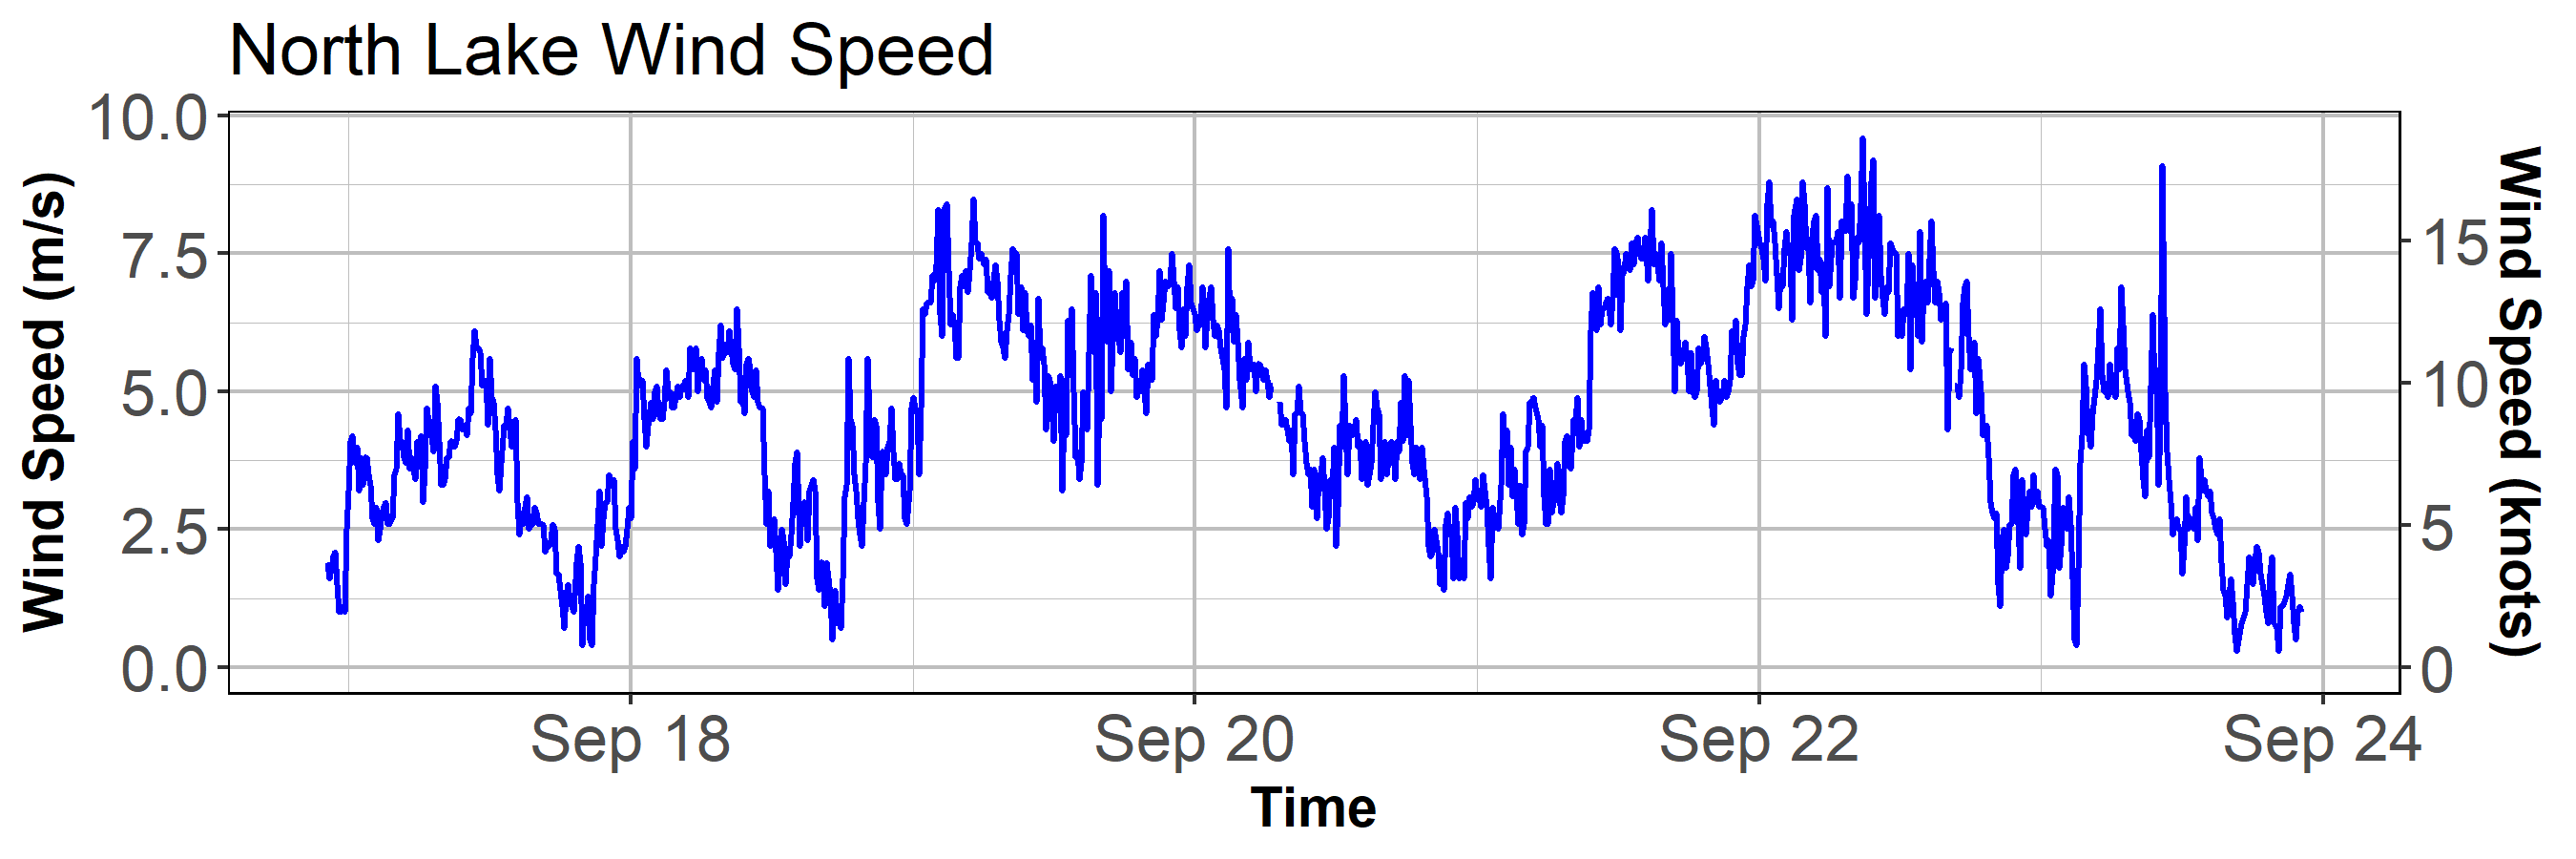 North Lake Wind Speed
10.0
7.5
5.0
2.5
0.0
Wind Speed (m/s)
15
10
5
0
Wind Speed (knots)
Sep 18
Sep 20
Sep 22
Sep 24
Time